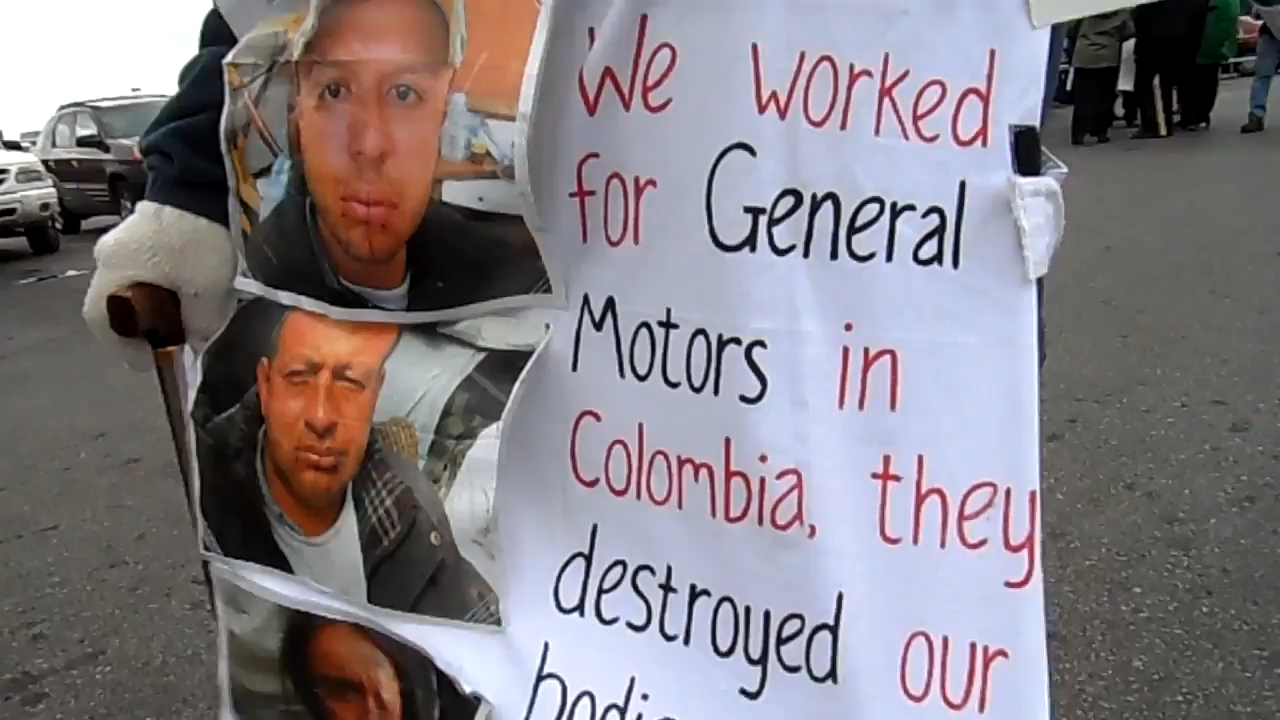 We worked
for General
Motors in
Colombia, they
destroyed our